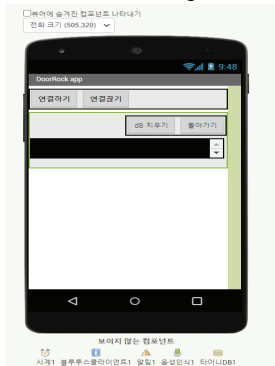 뷰어에 숨겨진 컴포넌트 나타내기
전화 크기 (505,320)
9:48
DoorRock app
연결하기 연결끊기
dB 지우기 돌아가기
보이지 않는 컴포넌트
시계1 블루투스클라이언트1 알림1 음성인식1 타이니DB1